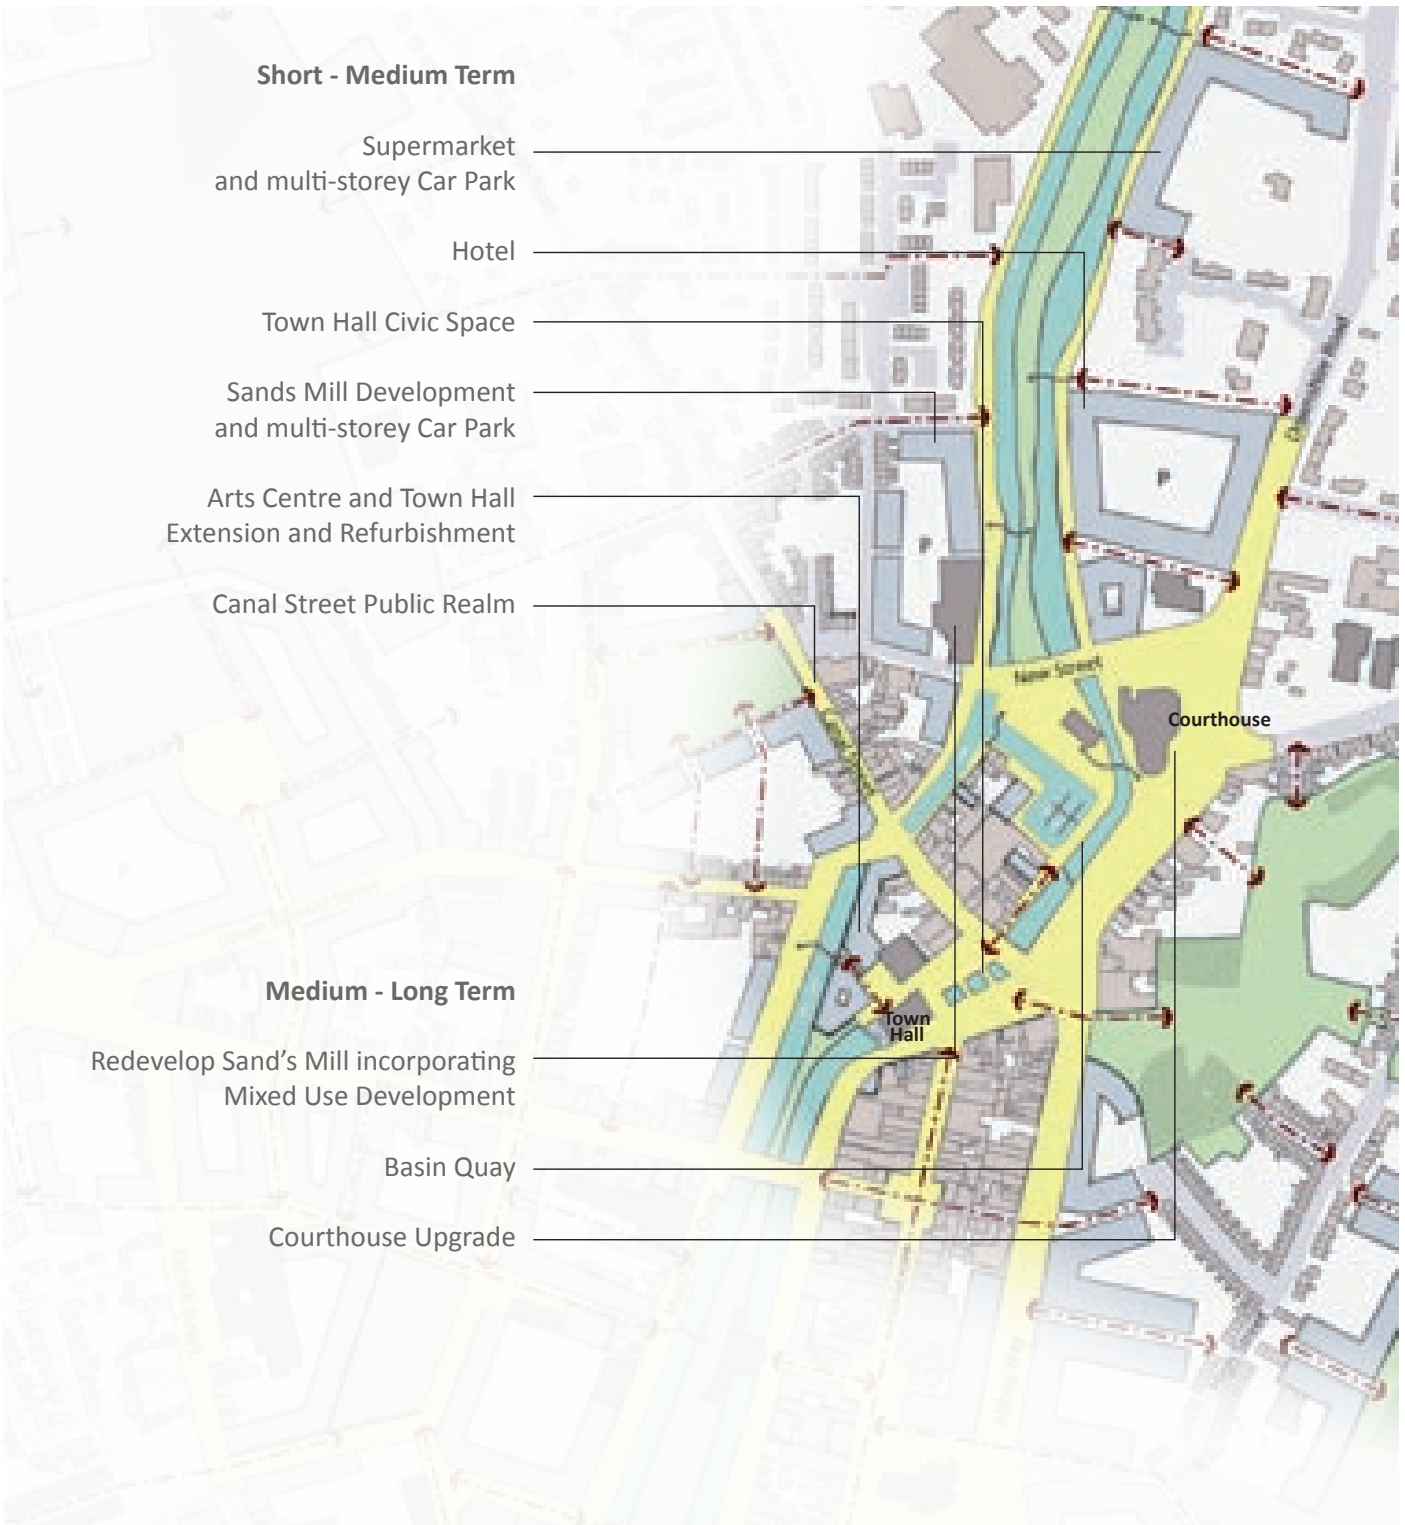 Short - Medium Term
Supermarket
and multi-storey Car Park
Hotel
Town Hall Civic Space
Sands Mill Development
and multi-storey Car Park
Arts Centre and Town Hall
Extension and Refurbishment
Canal Street Public Realm
P
P
New Street
Courthouse
Canal Street
Town
Hall
Medium - Long Term
Redevelop Sand's Mill incorporating
Mixed Use Development
Basin Quay
Courthouse Upgrade